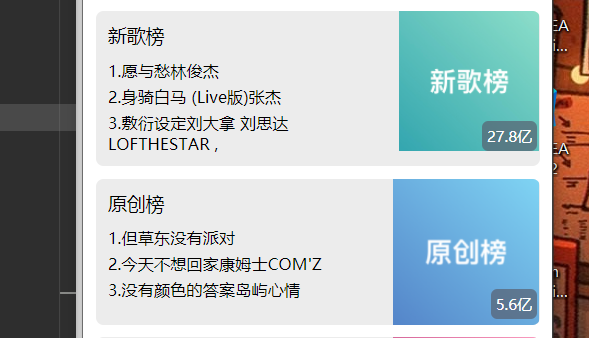 新歌榜
1.愿与愁林俊杰
2.身骑白马 (Live版)张杰
3.敷衍设定刘大拿 刘思达
LOFTHESTAR ,
新歌榜
27.8亿
原创榜
1.但草东没有派对
2.今天不想回家康姆士COM'Z
3.没有颜色的答案岛屿心情
原创榜
5.6亿
EA
i...
EA
2
i...